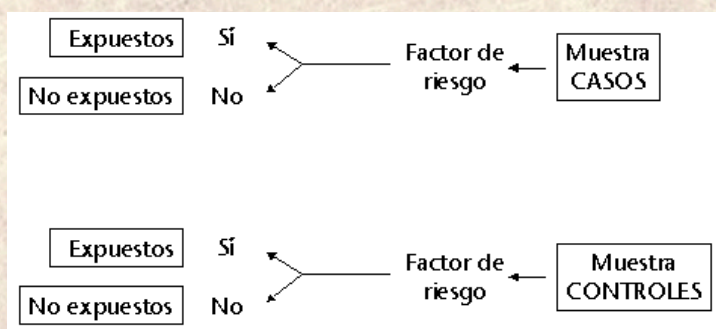 Expuestos Sí
Factor de riesgo
Muestra CASOS
No expuestos No
Expuestos Sí
Factor de riesgo
Muestra CONTROLES
No expuestos No